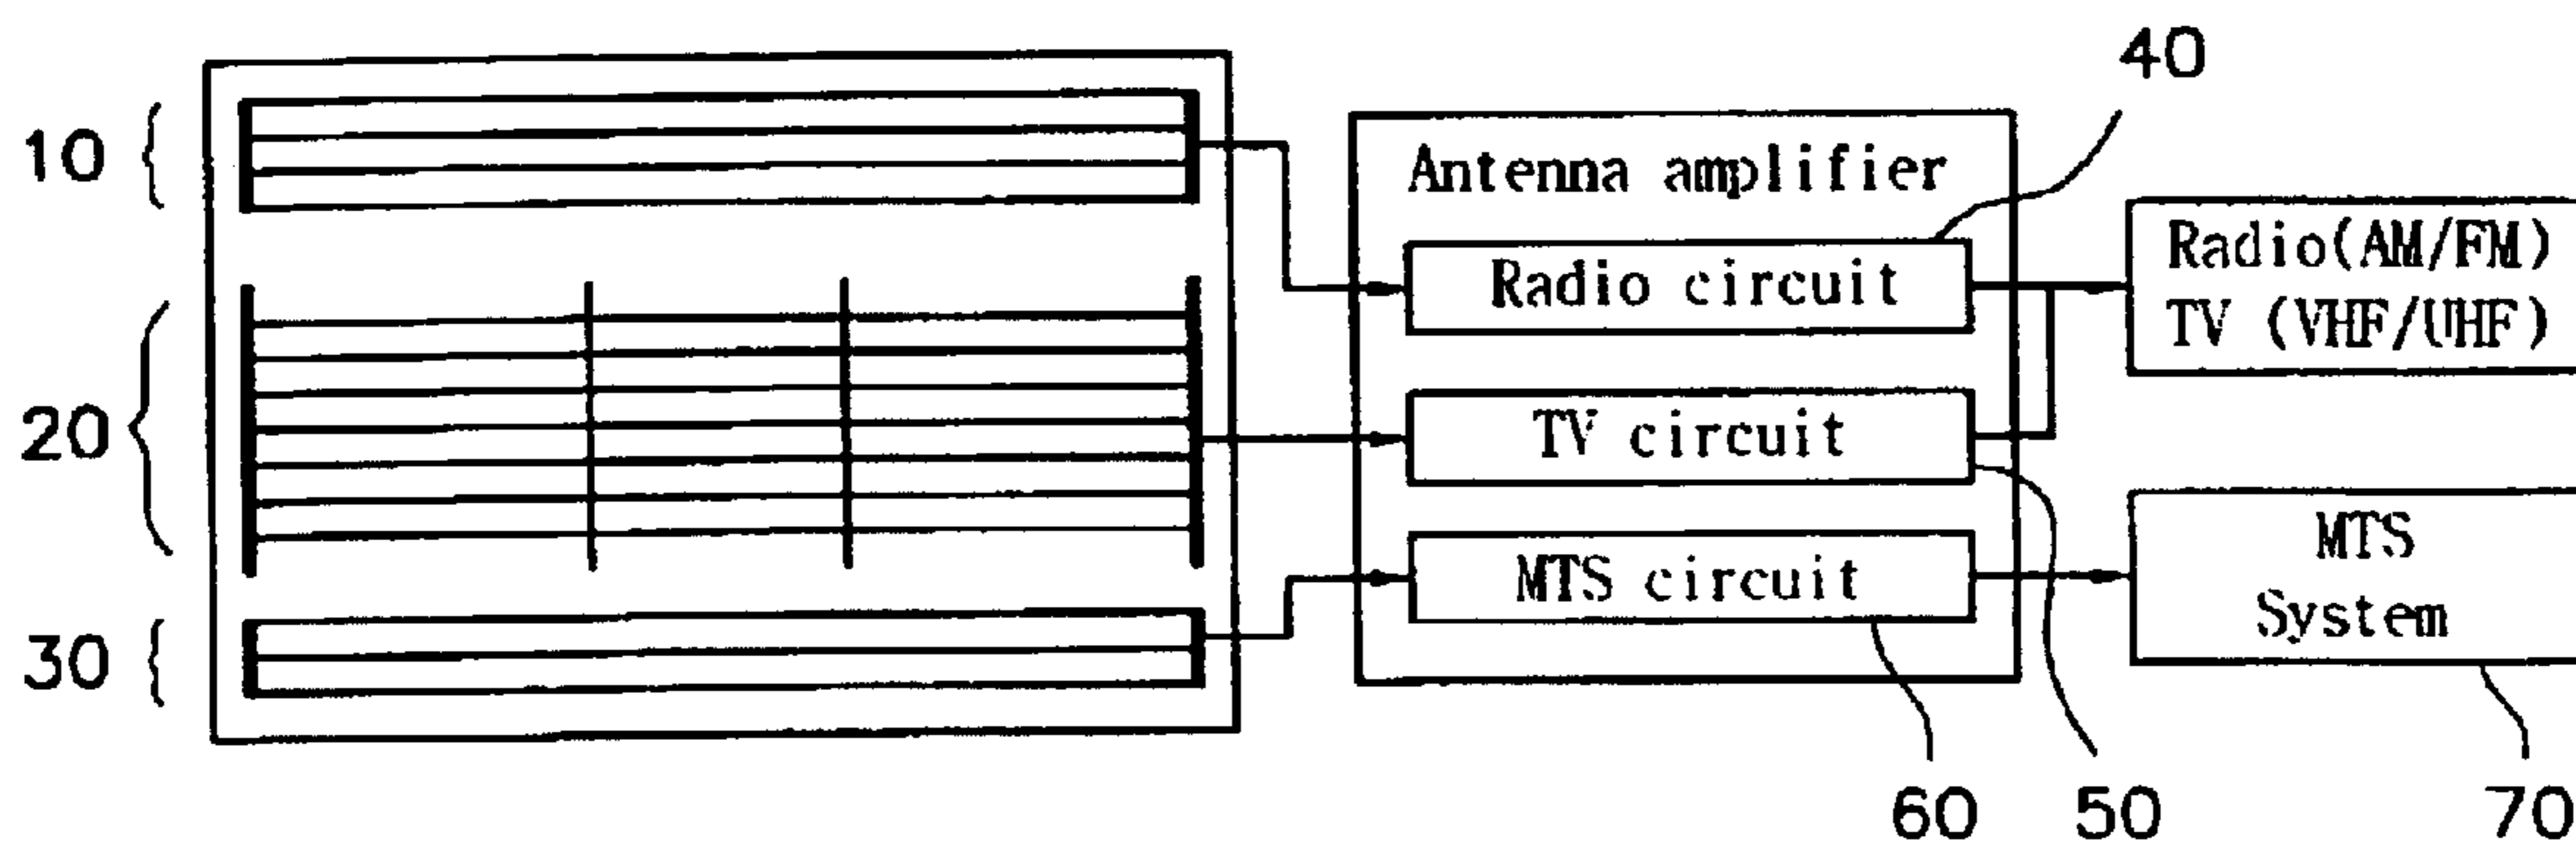 40
10
Antenna amplifier
Radio circuit
Radio(AM/FM)
TV (VHF/UHF)
20
TV circuit
MTS circuit
MTS
System
30
60
50
70